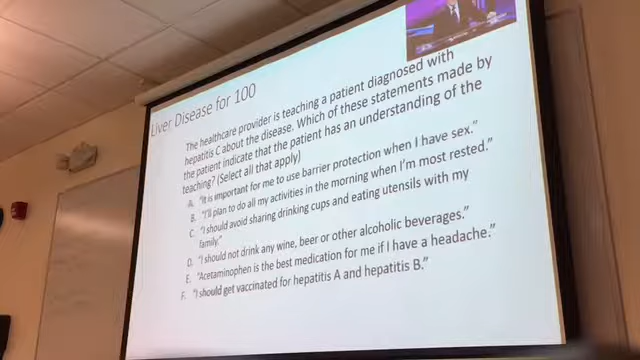 Liver Disease for 100
The healthcare provider is teaching a patient diagnosed with
hepatitis C about the disease. Which of these statements made by
the patient indicate that the patient has an understanding of the
teaching? (Select all that apply)
A. "It is important for me to use barrier protection when I have sex."
B. "I'll plan to do all my activities in the morning when I'm most rested."
C. "I should avoid sharing drinking cups and eating utensils with my
family."
D. "I should not drink any wine, beer or other alcoholic beverages."
E. "Acetaminophen is the best medication for me if I have a headache."
F. "I should get vaccinated for hepatitis A and hepatitis B."